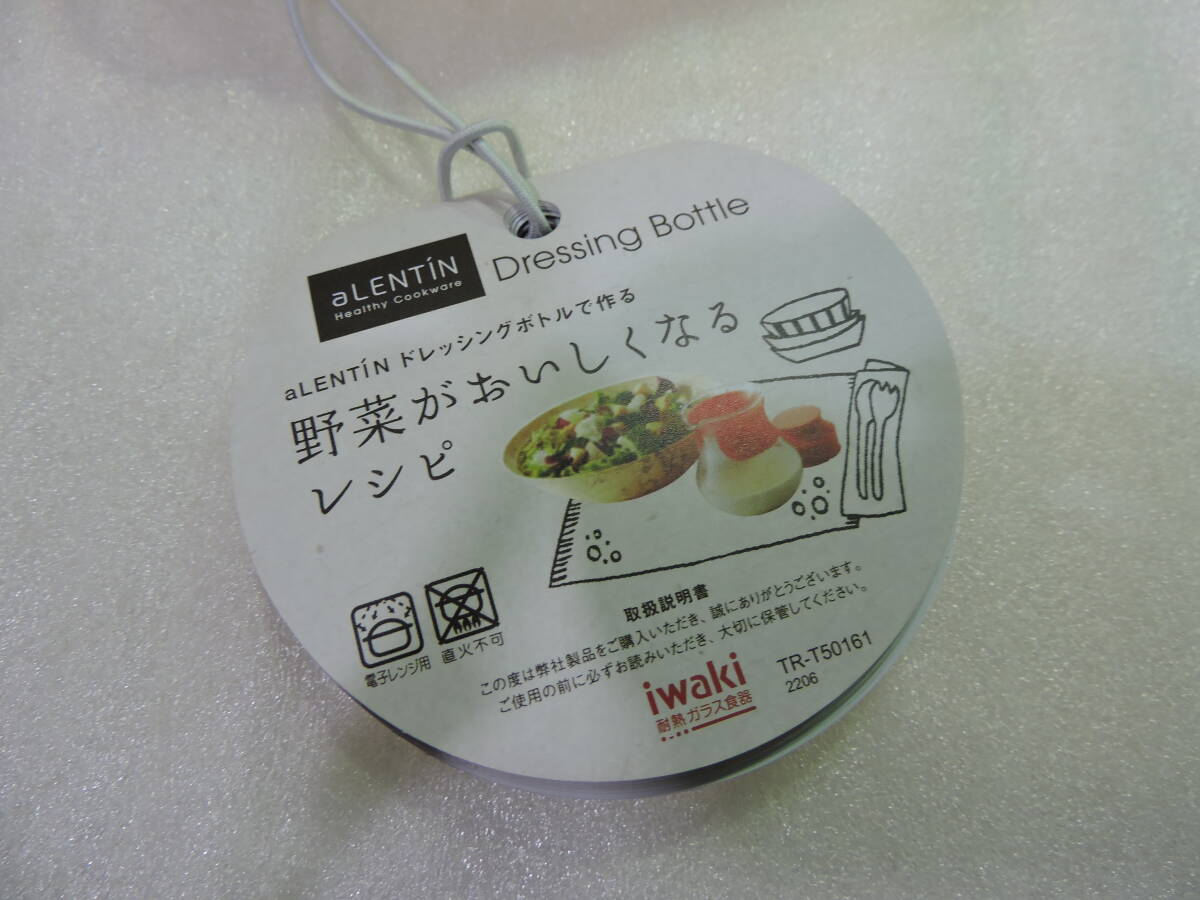 aLENTÍN
Healthy Cookware
Dressing Bottle
aLENTÍN ドレッシングボトルで作る
野菜がおいしくなる
レシピ
電子レンジ用
直火不可
取扱説明書
この度は弊社製品をご購入いただき、誠にありがとうございます。
ご使用の前に必ずお読みいただき、大切に保管してください。
iwaki
耐熱ガラス食器
TR-T50161
2206